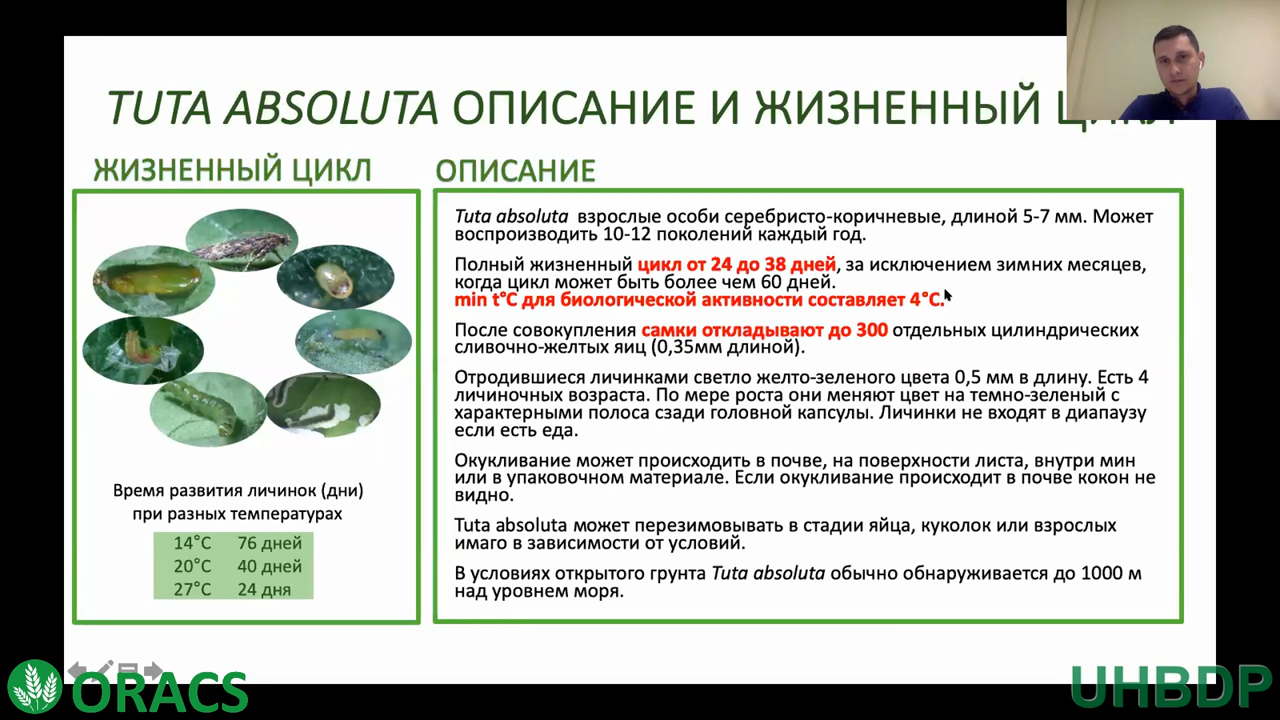 TUTA ABSOLUTA ОПИСАНИЕ И ЖИЗНЕННЫЙ ЦИКЛ
ЖИЗНЕННЫЙ ЦИКЛ
Время развития личинок (дни)
при разных температурах
14°C 76 дней
20°C 40 дней
27°C 24 дня
ОПИСАНИЕ
Tuta absoluta взрослые особи серебристо-коричневые, длиной 5-7 мм. Может
воспроизводить 10-12 поколений каждый год.
Полный жизненный цикл от 24 до 38 дней, за исключением зимних месяцев,
когда цикл может быть более чем 60 дней.
min t°C для биологической активности составляет 4°C.
После совокупления самки откладывают до 300 отдельных цилиндрических
сливочно-желтых яиц (0,35мм длиной).
Отродившиеся личинками светло желто-зеленого цвета 0,5 мм в длину. Есть 4
личиночных возраста. По мере роста они меняют цвет на темно-зеленый с
характерными полоса сзади головной капсулы. Личинки не входят в диапаузу
если есть еда.
Окукливание может происходить в почве, на поверхности листа, внутри мин
или в упаковочном материале. Если окукливание происходит в почве кокон не
видно.
Tuta absoluta может перезимовывать в стадии яйца, куколок или взрослых
имаго в зависимости от условий.
В условиях открытого грунта Tuta absoluta обычно обнаруживается до 1000 м
над уровнем моря.
ORACS
UHBDP